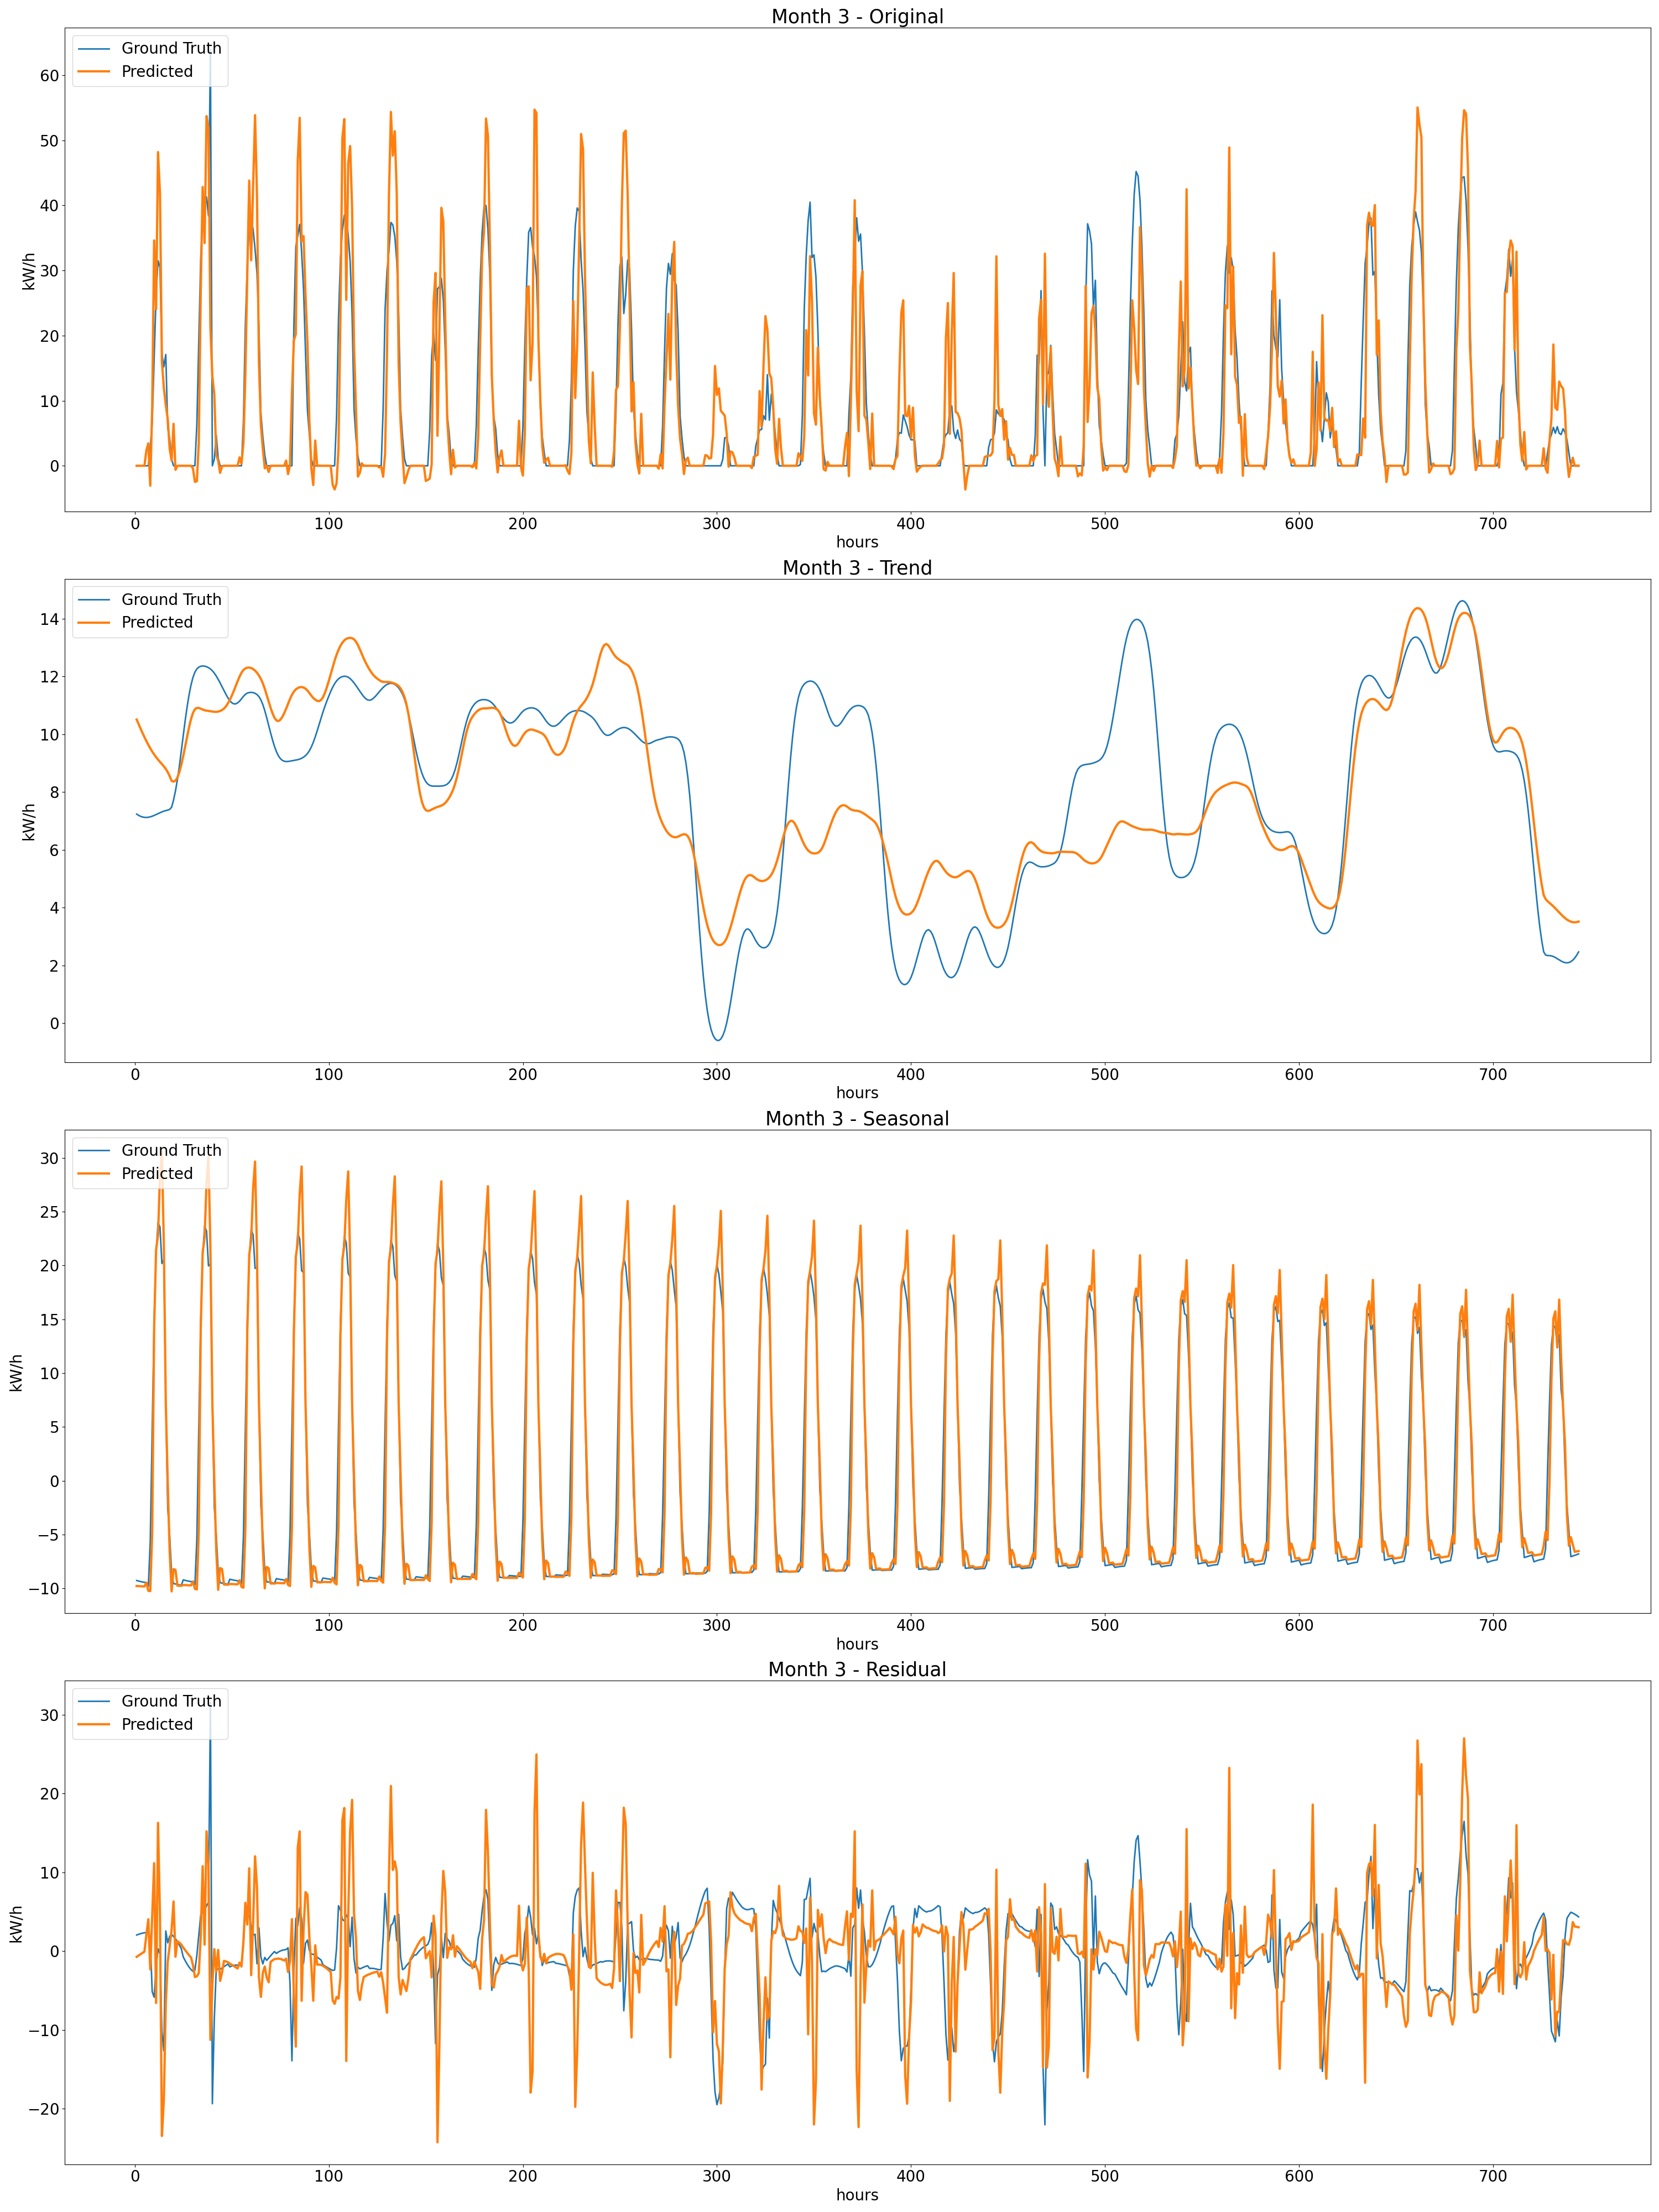 Month 3 - Original
Ground Truth
Predicted
60
50
40
30
20
10
0
kW/h
0 100 200 300 400 500 600 700
hours
Month 3 - Trend
Ground Truth
Predicted
14
12
10
8
6
4
2
0
kW/h
0 100 200 300 400 500 600 700
hours
Month 3 - Seasonal
Ground Truth
Predicted
30
25
20
15
10
5
0
−5
−10
kW/h
0 100 200 300 400 500 600 700
hours
Month 3 - Residual
Ground Truth
Predicted
30
20
10
0
−10
−20
kW/h
0 100 200 300 400 500 600 700
hours